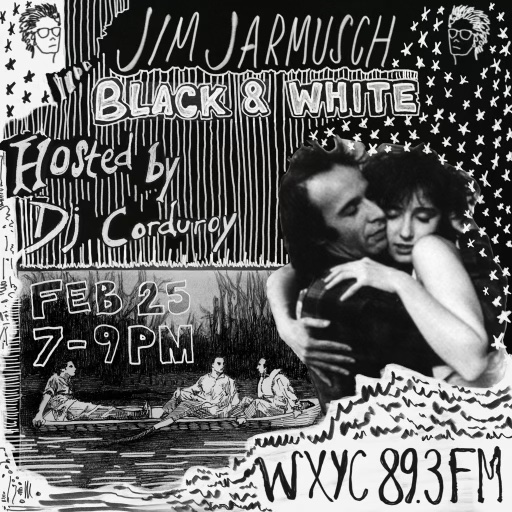 JIM JARMUSCH
BLACK & WHITE
Hosted by
Dj Corduroy
FEB 25
7-9PM
WXYC 89.3FM